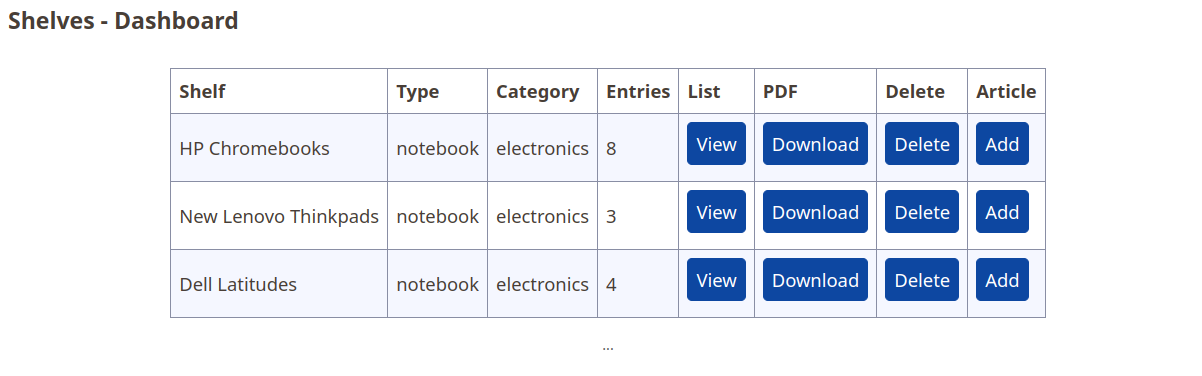 Shelves - Dashboard
Shelf Type Category Entries List PDF Delete Article
HP Chromebooks notebook electronics 8 View Download Delete Add
New Lenovo Thinkpads notebook electronics 3 View Download Delete Add
Dell Latitudes notebook electronics 4 View Download Delete Add
...